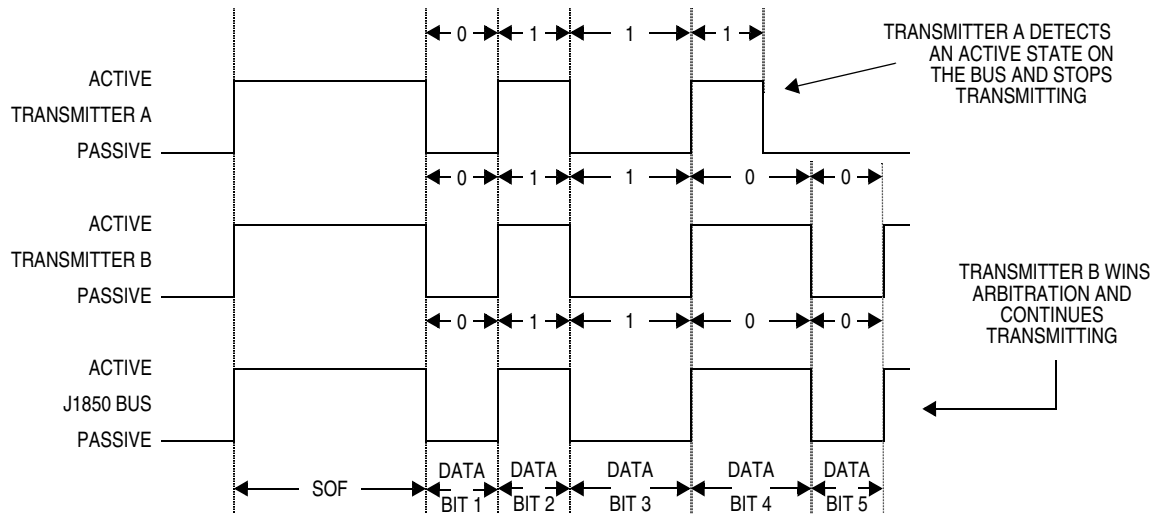 0 1 1 1
TRANSMITTER A DETECTS
AN ACTIVE STATE ON
THE BUS AND STOPS
TRANSMITTING
ACTIVE
TRANSMITTER A
PASSIVE
0 1 1 0 0
ACTIVE
TRANSMITTER B
PASSIVE
TRANSMITTER B WINS
ARBITRATION AND
CONTINUES
TRANSMITTING
0 1 1 0 0
ACTIVE
J1850 BUS
PASSIVE
SOF
DATA
BIT 1
DATA
BIT 2
DATA
BIT 3
DATA
BIT 4
DATA
BIT 5